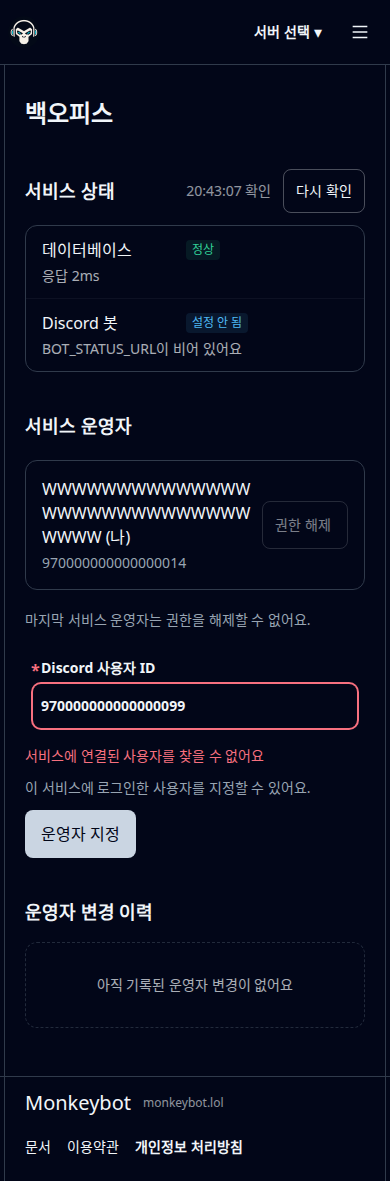 서버 선택 ▾
백오피스
서비스 상태
20:43:07 확인
다시 확인
데이터베이스
정상
응답 2ms
Discord 봇
설정 안 됨
BOT_STATUS_URL이 비어 있어요
서비스 운영자
WWWWWWWWWWWWWW
WWWWWWWWWWWWWW
WWWW (나)
970000000000000014
권한 해제
마지막 서비스 운영자는 권한을 해제할 수 없어요.
*Discord 사용자 ID
970000000000000099
서비스에 연결된 사용자를 찾을 수 없어요
이 서비스에 로그인한 사용자를 지정할 수 있어요.
운영자 지정
운영자 변경 이력
아직 기록된 운영자 변경이 없어요
Monkeybot
monkeybot.lol
문서
이용약관
개인정보 처리방침